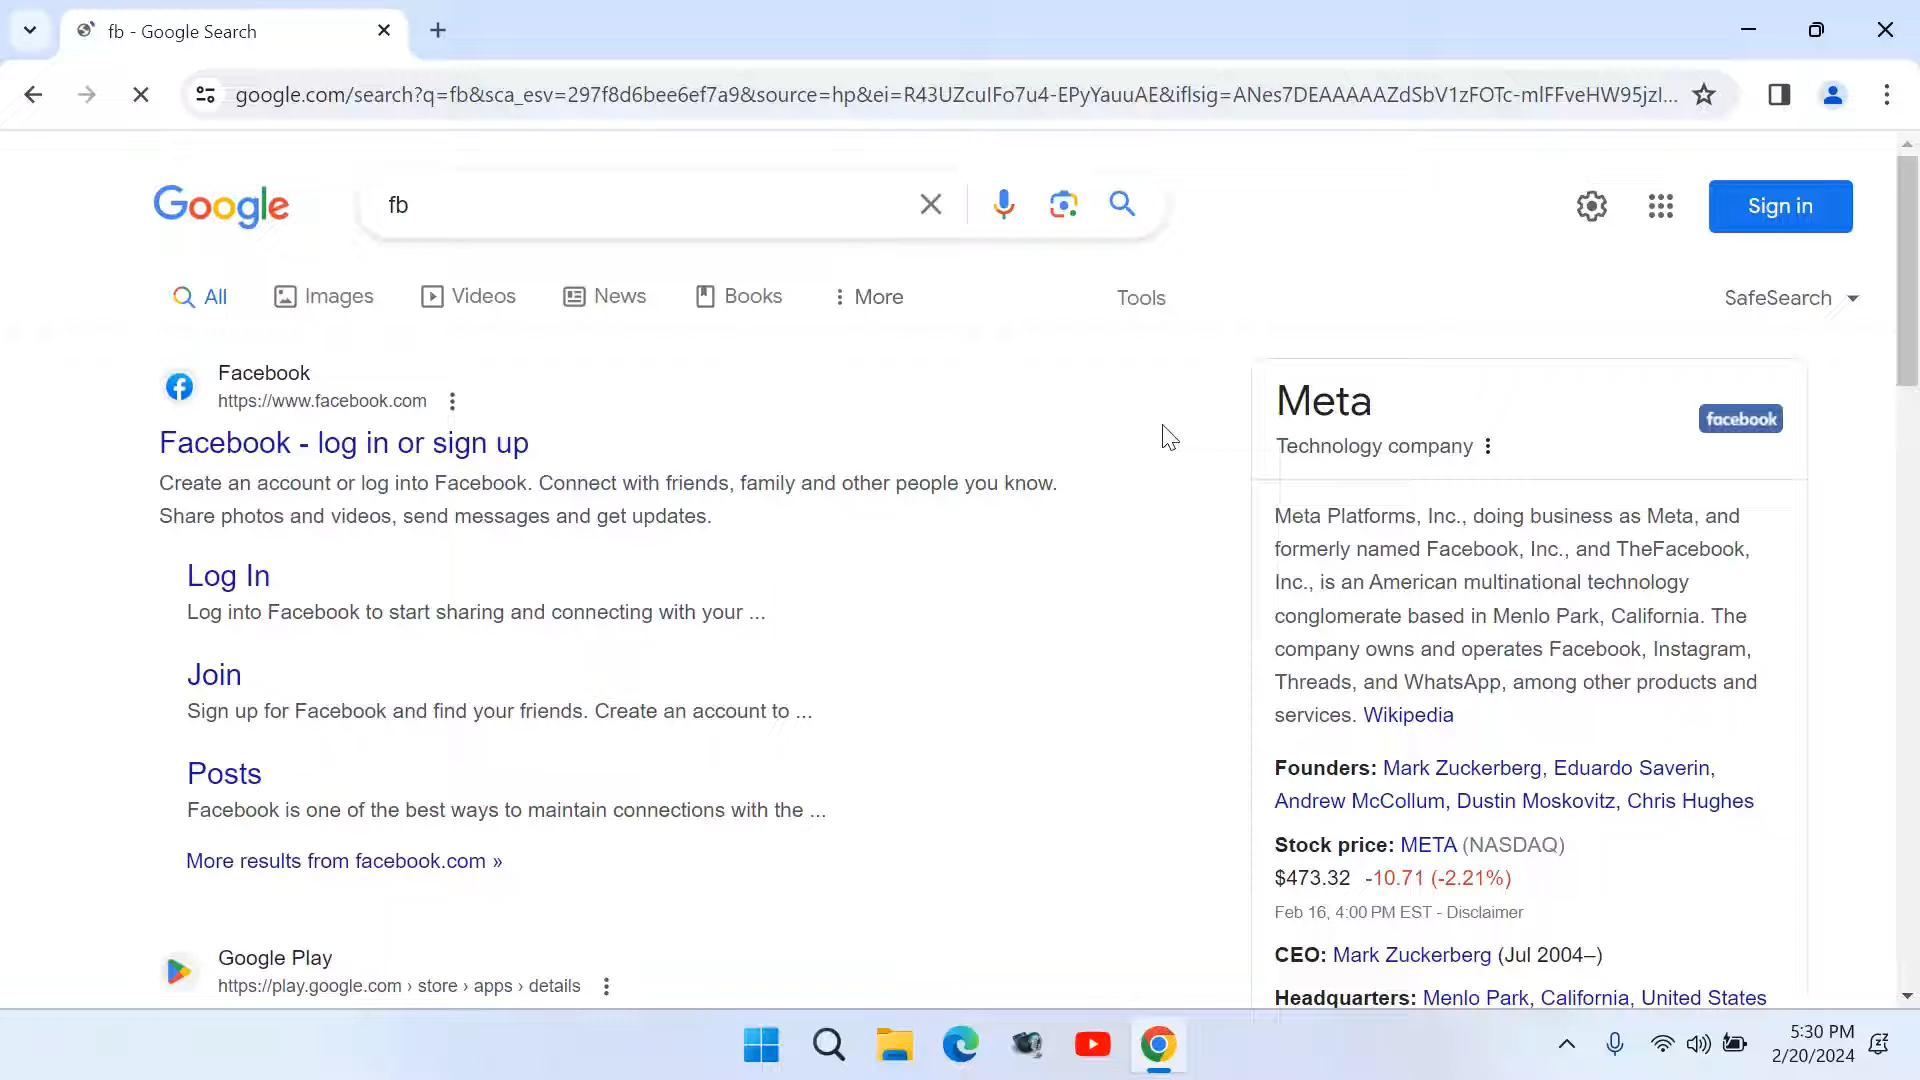 fb - Google Search
google.com/search?q=fb&sca_esv=297f8d6bee6ef7a9&source=hp&ei=R43UZcuIFo7u4-EPyYauuAE&iflsig=ANes7DEAAAAAZdSbV1zFOTc-mlFFveHW95jzI...
Google
fb
Sign in
All
Images
Videos
News
Books
More
Tools
SafeSearch
Facebook
https://www.facebook.com
Facebook - log in or sign up
Create an account or log into Facebook. Connect with friends, family and other people you know.
Share photos and videos, send messages and get updates.
Log In
Log into Facebook to start sharing and connecting with your ...
Join
Sign up for Facebook and find your friends. Create an account to ...
Posts
Facebook is one of the best ways to maintain connections with the ...
More results from facebook.com »
Google Play
https://play.google.com › store › apps › details
Meta
facebook
Technology company
Meta Platforms, Inc., doing business as Meta, and
formerly named Facebook, Inc., and TheFacebook,
Inc., is an American multinational technology
conglomerate based in Menlo Park, California. The
company owns and operates Facebook, Instagram,
Threads, and WhatsApp, among other products and
services. Wikipedia
Founders: Mark Zuckerberg, Eduardo Saverin,
Andrew McCollum, Dustin Moskovitz, Chris Hughes
Stock price: META (NASDAQ)
$473.32 -10.71 (-2.21%)
Feb 16, 4:00 PM EST - Disclaimer
CEO: Mark Zuckerberg (Jul 2004–)
Headquarters: Menlo Park, California, United States
5:30 PM
2/20/2024